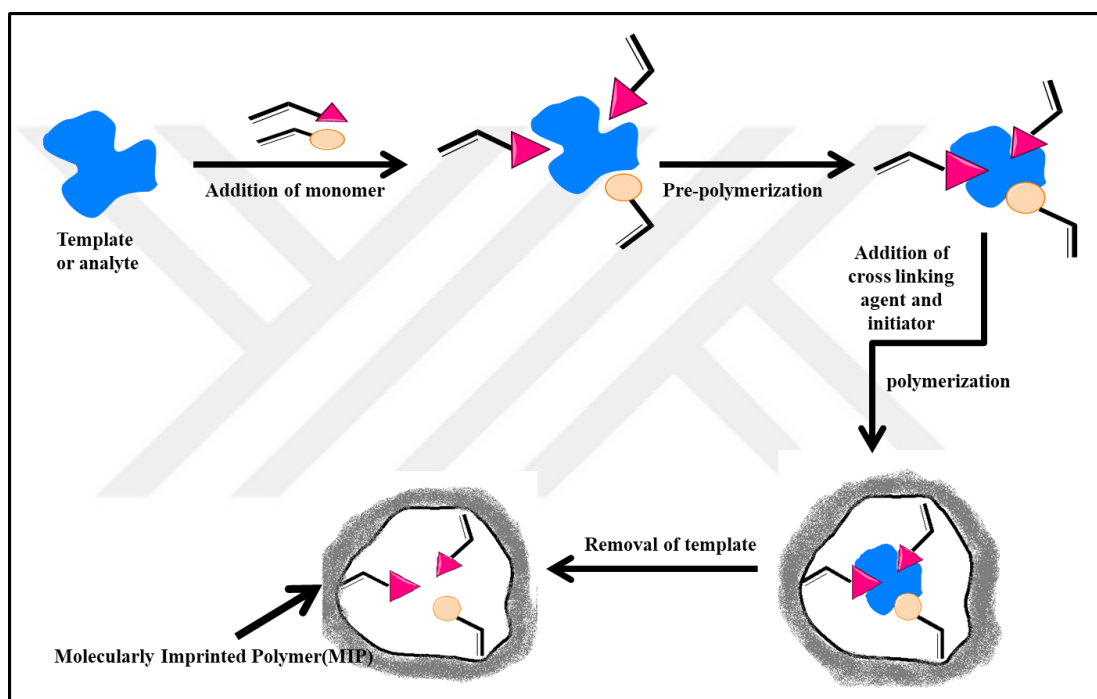 Template
or analyte
Addition of monomer
Pre-polymerization
Addition of
cross linking
agent and
initiator
polymerization
Removal of template
Molecularly Imprinted Polymer(MIP)